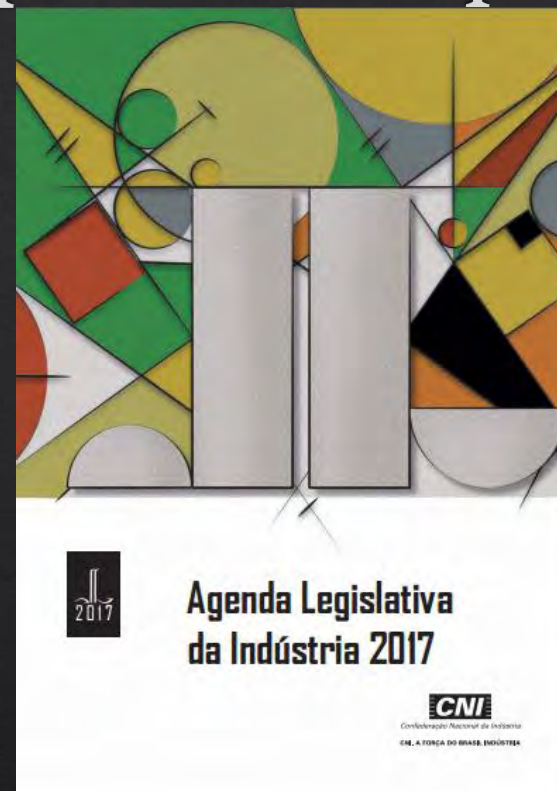 2017
Agenda Legislativa
da Indústria 2017
CNI
Confederação Nacional da Indústria
CNI. A FORÇA DO BRASIL INDÚSTRIA